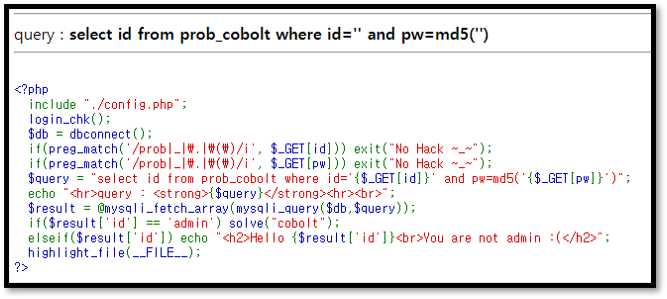 query : select id from prob_cobolt where id='' and pw=md5('')
<?php
include "./config.php";
login_chk();
$db = dbconnect();
if(preg_match('/prob|_|₩.|₩(₩)/i', $_GET[id])) exit("No Hack ~_~");
if(preg_match('/prob|_|₩.|₩(₩)/i', $_GET[pw])) exit("No Hack ~_~");
$query = "select id from prob_cobolt where id='{$_GET[id]}' and pw=md5('{$_GET[pw]}')";
echo "<hr>query : <strong>{$query}</strong><hr><br>";
$result = @mysqli_fetch_array(mysqli_query($db,$query));
if($result['id'] == 'admin') solve("cobolt");
elseif($result['id']) echo "<h2>Hello {$result['id']}<br>You are not admin :(</h2>";
highlight_file(__FILE__);
?>